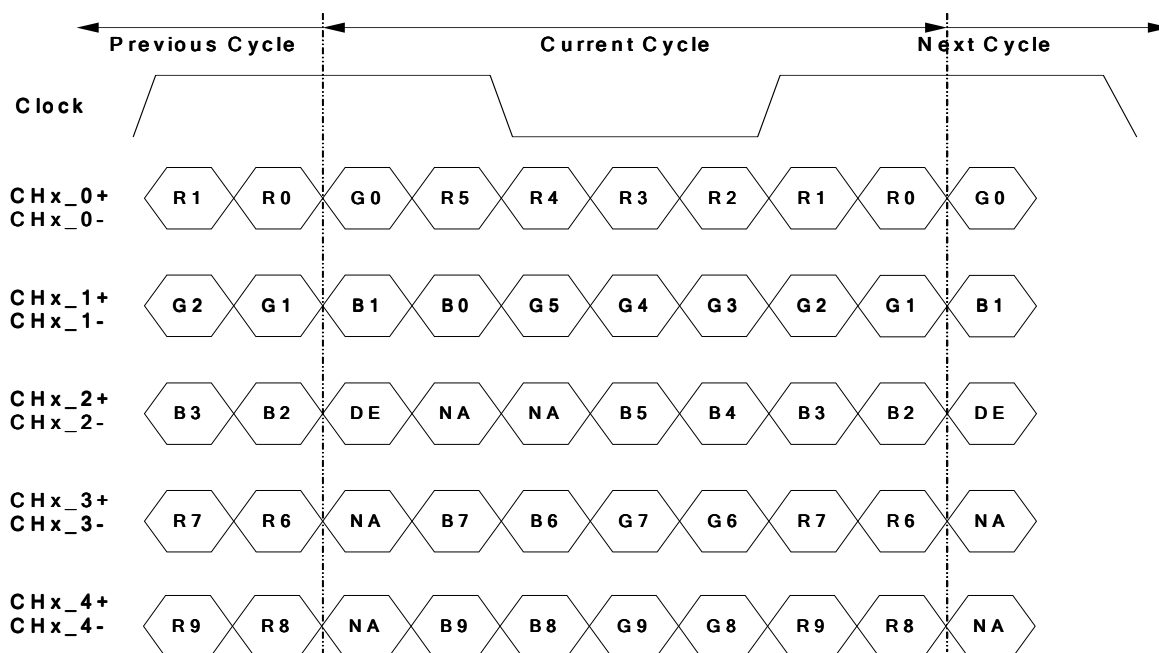 Previous Cycle Current Cycle Next Cycle
Clock
CHx_0+
CHx_0-
R1 R0 G0 R5 R4 R3 R2 R1 R0 G0
CHx_1+
CHx_1-
G2 G1 B1 B0 G5 G4 G3 G2 G1 B1
CHx_2+
CHx_2-
B3 B2 DE NA NA B5 B4 B3 B2 DE
CHx_3+
CHx_3-
R7 R6 NA B7 B6 G7 G6 R7 R6 NA
CHx_4+
CHx_4-
R9 R8 NA B9 B8 G9 G8 R9 R8 NA